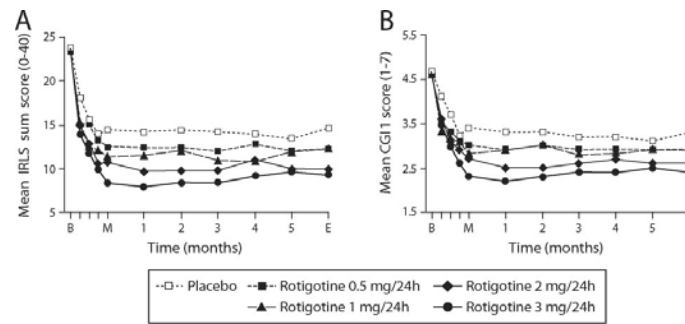 A
Mean IRLS sum score (0-40)
25
20
15
10
5
B M 1 2 3 4 5 E
Time (months)
B
Mean CGI 1 score (1-7)
5.5
4.5
3.5
2.5
1.5
B M 1 2 3 4 5
Time (months)
Placebo
Rotigotine 0.5 mg/24h
Rotigotine 2 mg/24h
Rotigotine 1 mg/24h
Rotigotine 3 mg/24h